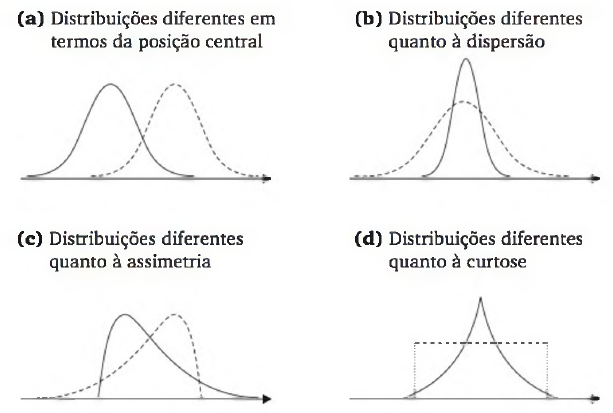 (a) Distribuições diferentes em
termos da posição central
(b) Distribuições diferentes
quanto à dispersão
(c) Distribuições diferentes
quanto à assimetria
(d) Distribuições diferentes
quanto à curtose